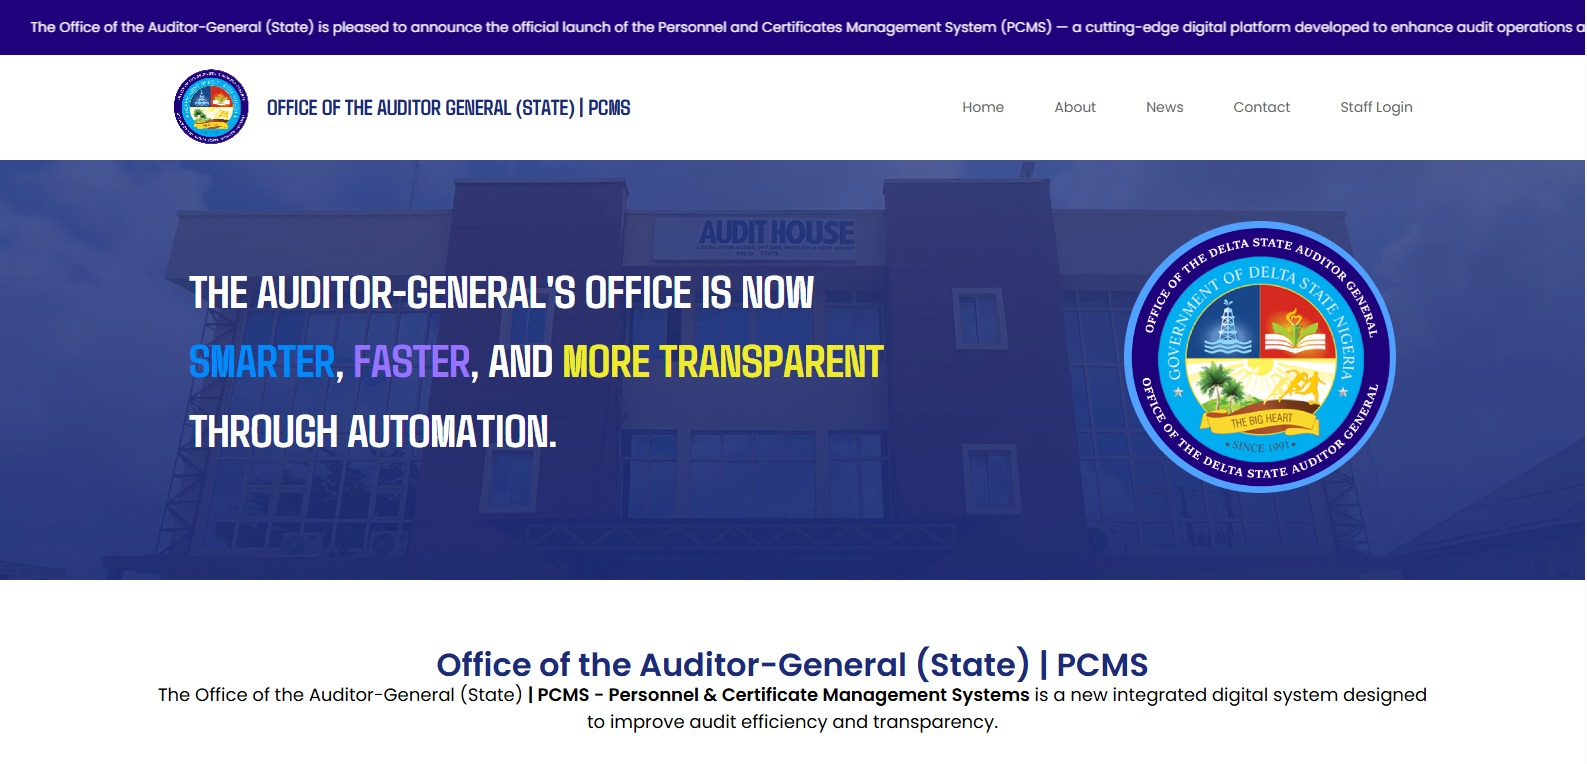 The Office of the Auditor-General (State) is pleased to announce the official launch of the Personnel and Certificates Management System (PCMS) — a cutting-edge digital platform developed to enhance audit operations a
OFFICE OF THE AUDITOR GENERAL (STATE) | PCMS
Home
About
News
Contact
Staff Login
AUDIT HOUSE
DELTA STATE
THE AUDITOR-GENERAL'S OFFICE IS NOW
SMARTER, FASTER, AND MORE TRANSPARENT
THROUGH AUTOMATION.
OFFICE OF THE DELTA STATE AUDITOR GENERAL
GOVERNMENT OF DELTA STATE NIGERIA
THE BIG HEART
• SINCE 1991 •
OFFICE OF THE DELTA STATE AUDITOR GENERAL
Office of the Auditor-General (State) | PCMS
The Office of the Auditor-General (State) | PCMS - Personnel & Certificate Management Systems is a new integrated digital system designed
to improve audit efficiency and transparency.